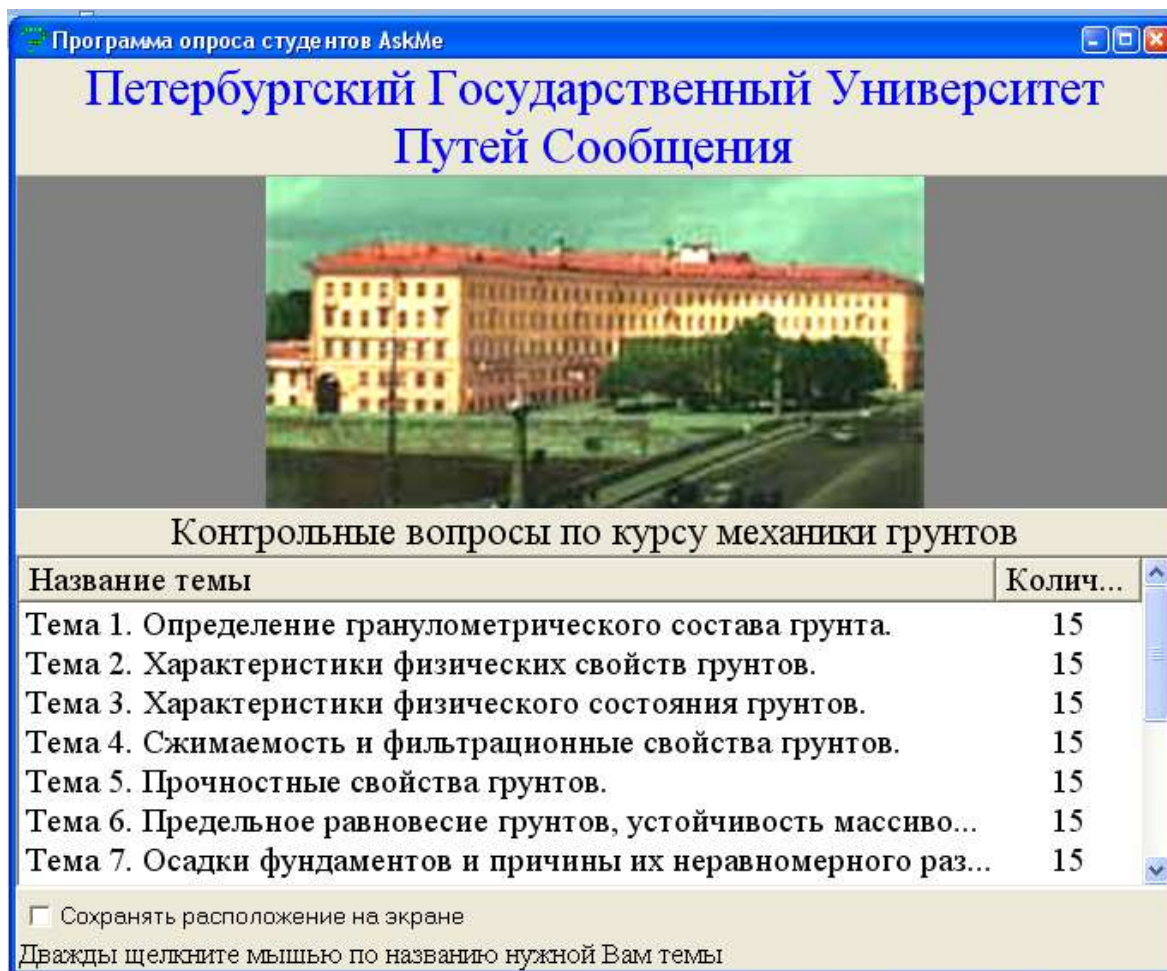 Программа опроса студентов AskMe
Петербургский Государственный Университет
Путей Сообщения
Контрольные вопросы по курсу механики грунтов
Название темы Колич...
Тема 1. Определение гранулометрического состава грунта. 15
Тема 2. Характеристики физических свойств грунтов. 15
Тема 3. Характеристики физического состояния грунтов. 15
Тема 4. Сжимаемость и фильтрационные свойства грунтов. 15
Тема 5. Прочностные свойства грунтов. 15
Тема 6. Предельное равновесие грунтов, устойчивость массиво... 15
Тема 7. Осадки фундаментов и причины их неравномерного раз... 15
Сохранять расположение на экране
Дважды щелкните мышью по названию нужной Вам темы